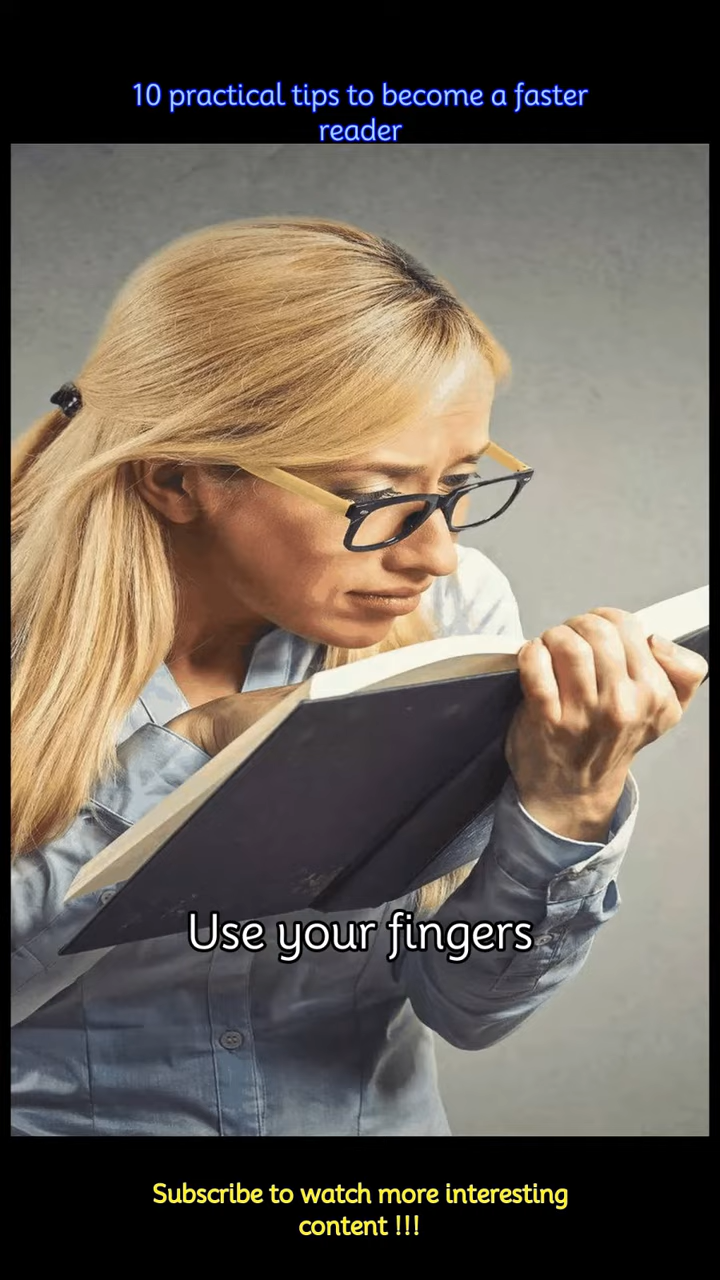 10 practical tips to become a faster
reader
Use your fingers
Subscribe to watch more interesting
content !!!